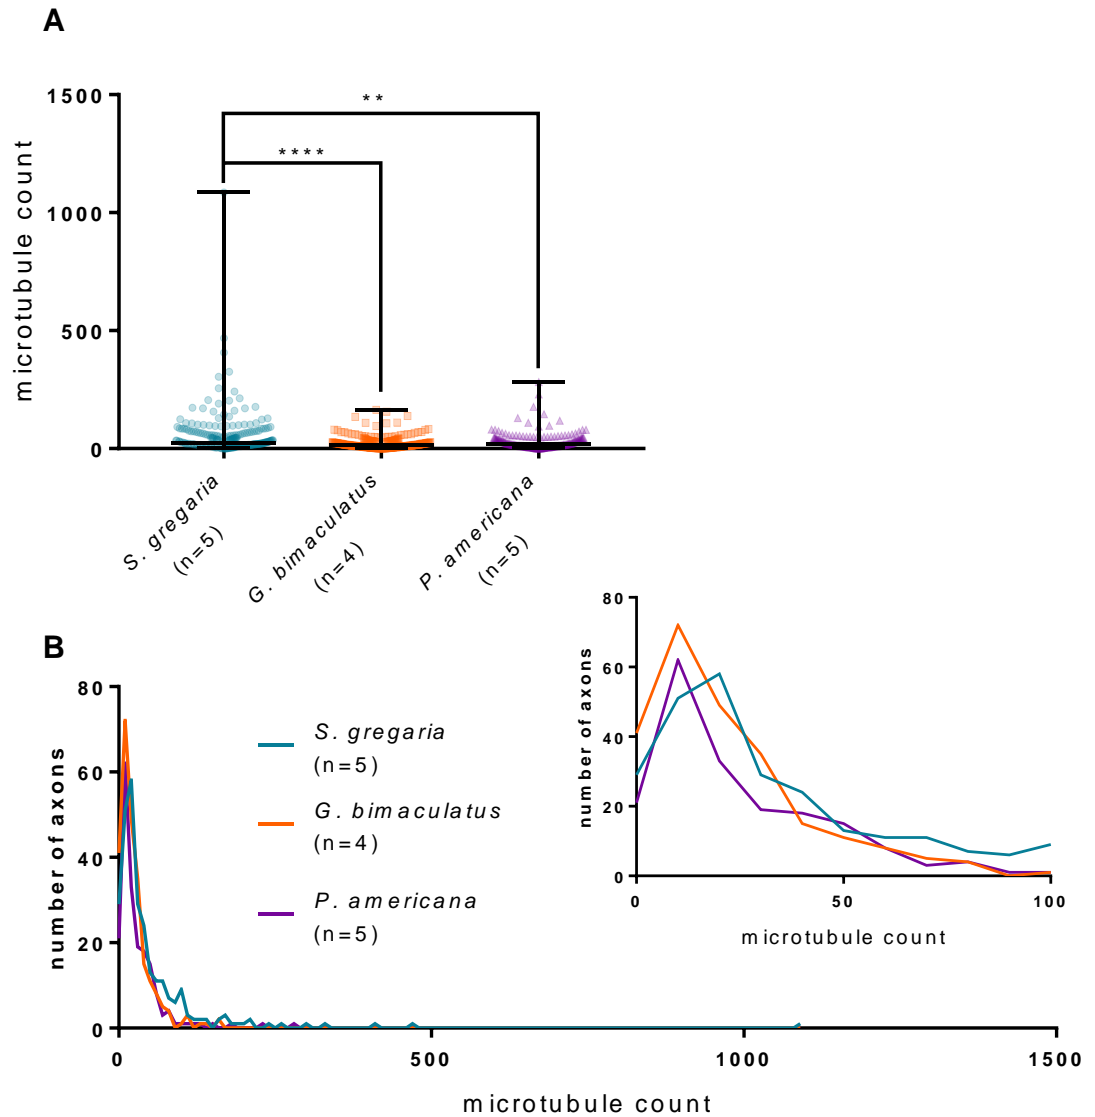 A
microtubule count
1500
1000
500
0
**
****
S. gregaria
(n=5)
G. bimaculatus
(n=4)
P. americana
(n=5)
B
number of axons
80
60
40
20
0
0
500
1000
1500
microtubule count
S. gregaria
(n=5)
G. bimaculatus
(n=4)
P. americana
(n=5)
number of axons
80
60
40
20
0
0
50
100
microtubule count